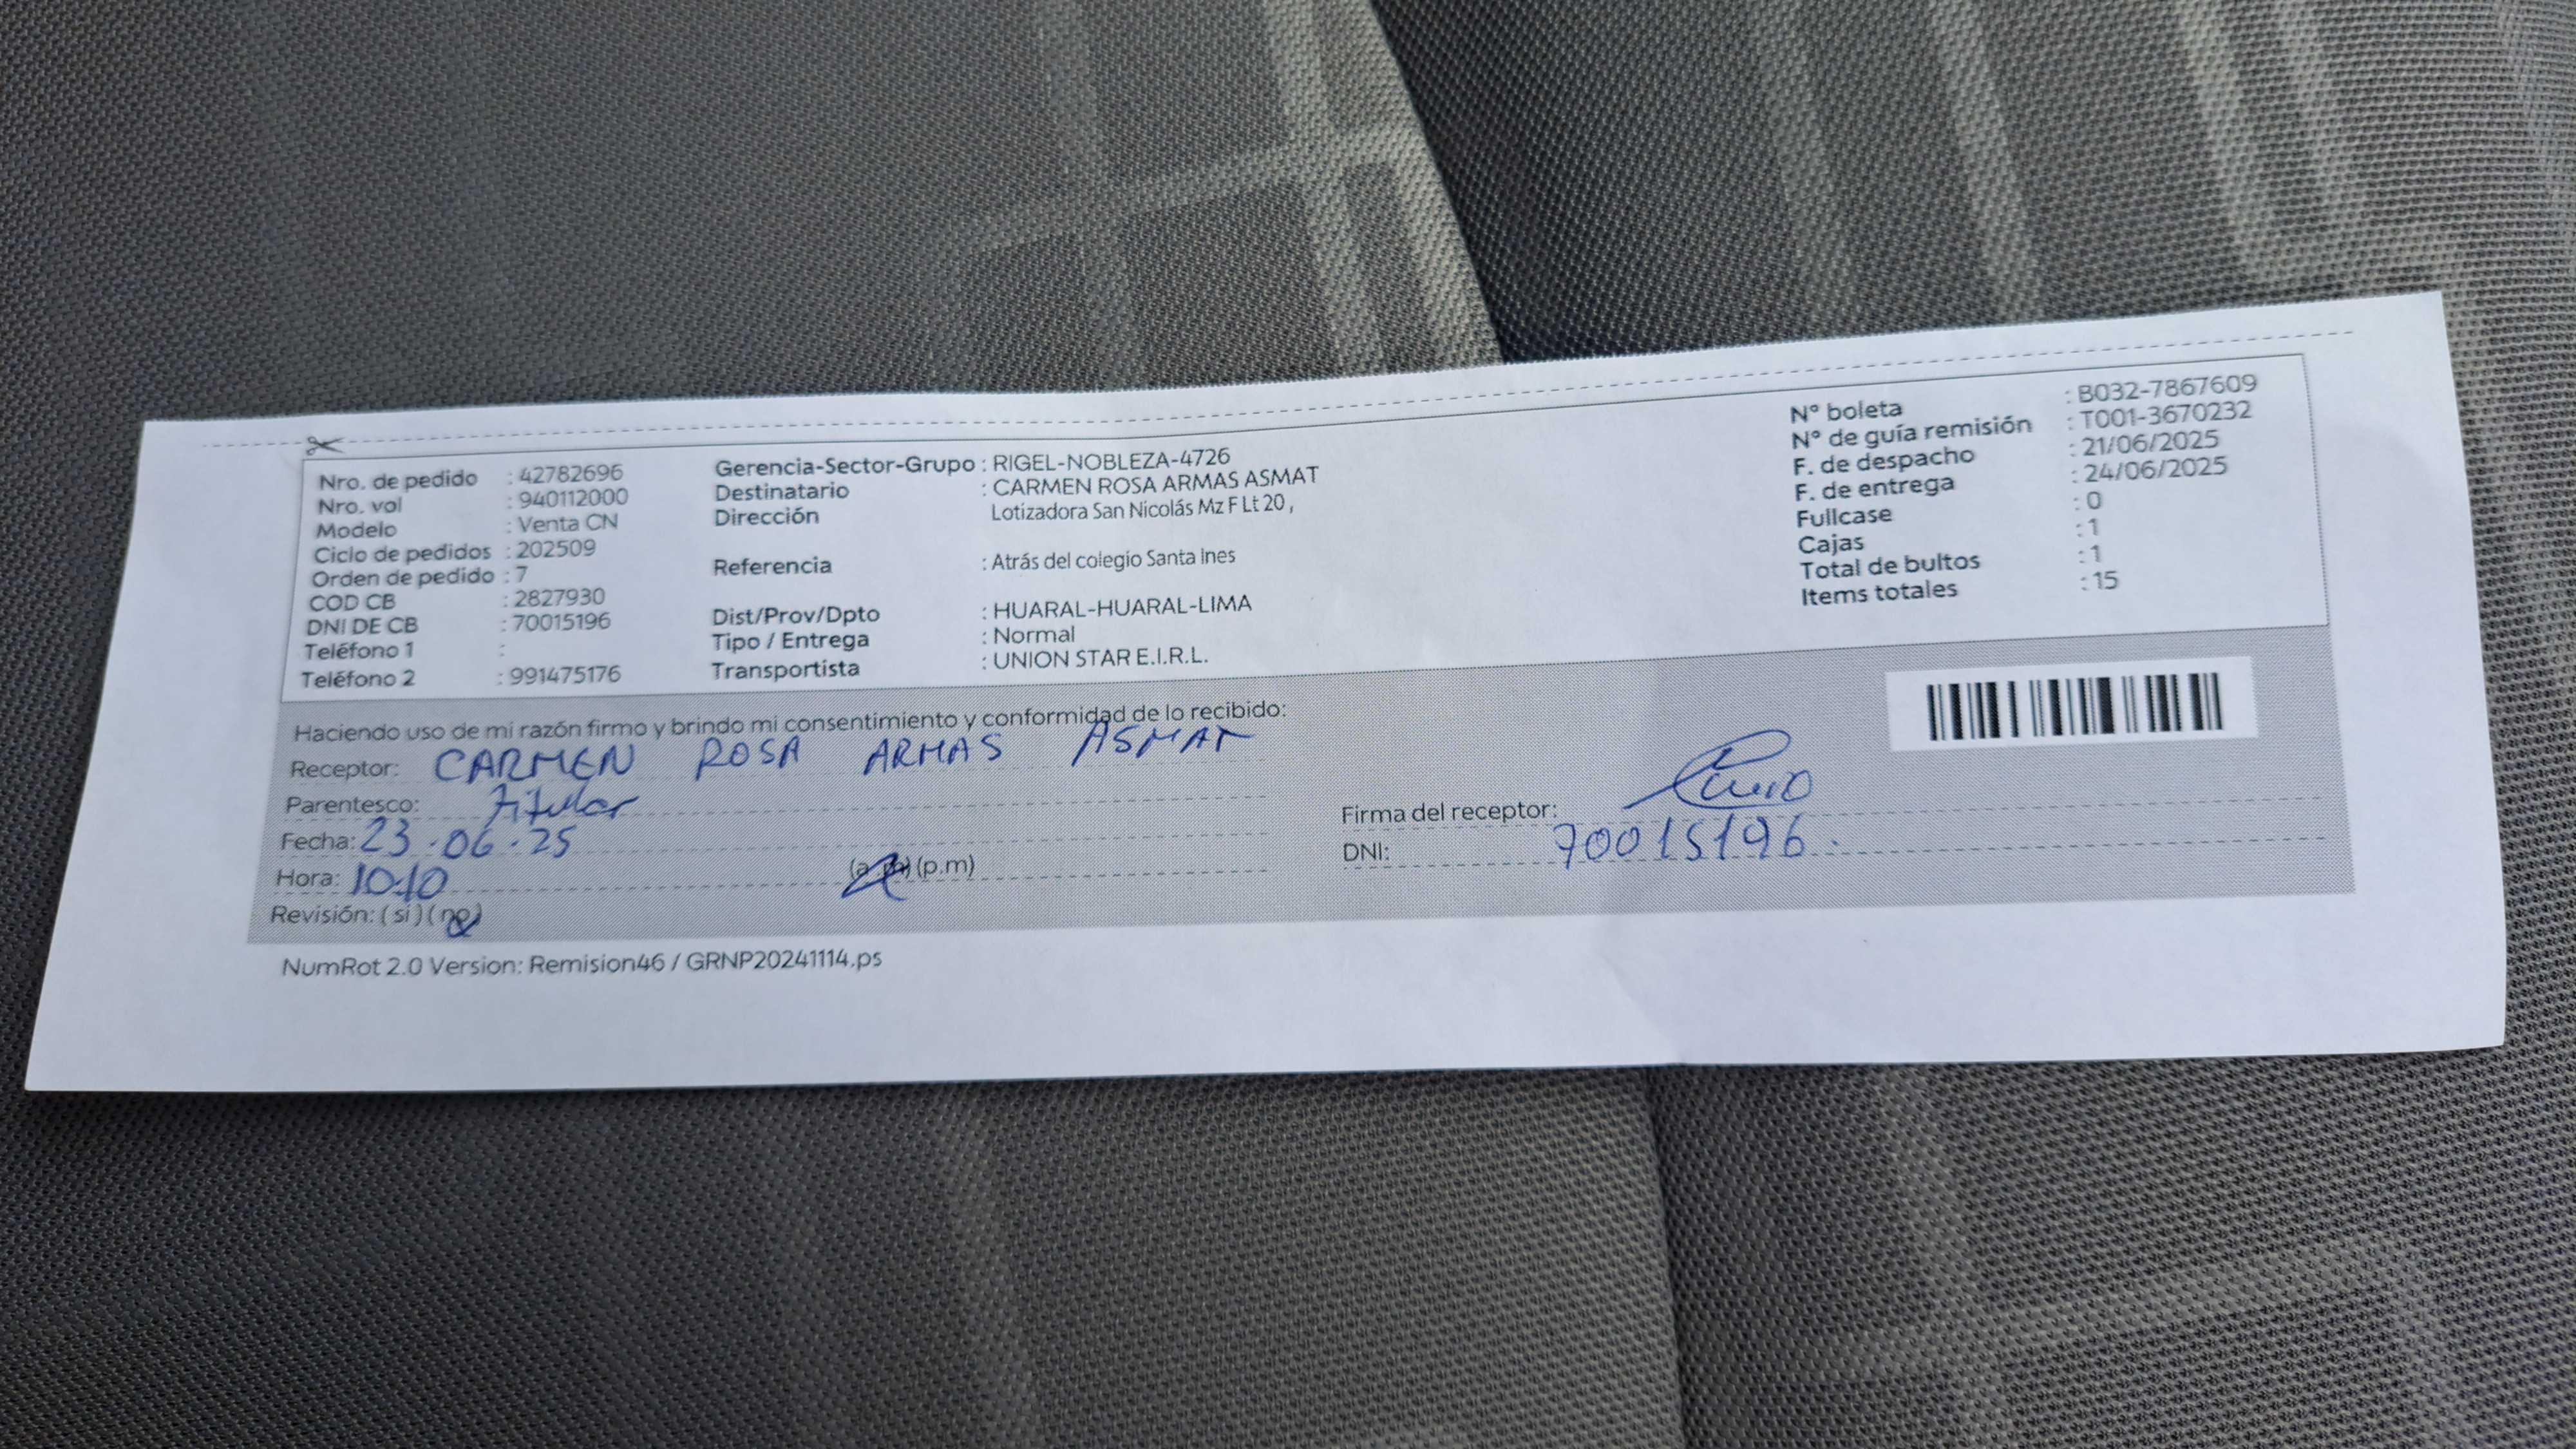 Nro. de pedido : 42782696
Nro. val : 940112000
Modelo : Venta CN
Ciclo de pedidos : 202509
Orden de pedido : 7
COD CB : 2827930
DNI DE CB : 70015196
Teléfono 1 :
Teléfono 2 : 991475176
Gerencia-Sector-Grupo : RIGEL-NOBLEZA-4726
Destinatario : CARMEN ROSA ARMAS ASMAT
Dirección Lotizadora San Nicolás Mz F Lt 20 ,
Referencia : Atrás del colegio Santa Ines
Dist/Prov/Dpto : HUARAL-HUARAL-LIMA
Tipo / Entrega : Normal
Transportista : UNION STAR E.I.R.L.
N° boleta : B032-7867609
N° de guía remisión : T001-3670232
F. de despacho : 21/06/2025
F. de entrega : 24/06/2025
Fullcase : 0
Cajas : 1
Total de bultos : 1
Items totales : 15
Haciendo uso de mi razón firmo y brindo mi consentimiento y conformidad de lo recibido:
Receptor: CARMEN ROSA ARMAS ASMAT
Parentesco: titular
Fecha: 23.06.25
Hora: 10:10 (a.m) (p.m)
Revisión: (si) (no)
Firma del receptor:
DNI: 70015196.
NumRot 2.0 Version: Remision46 / GRNP20241114.ps